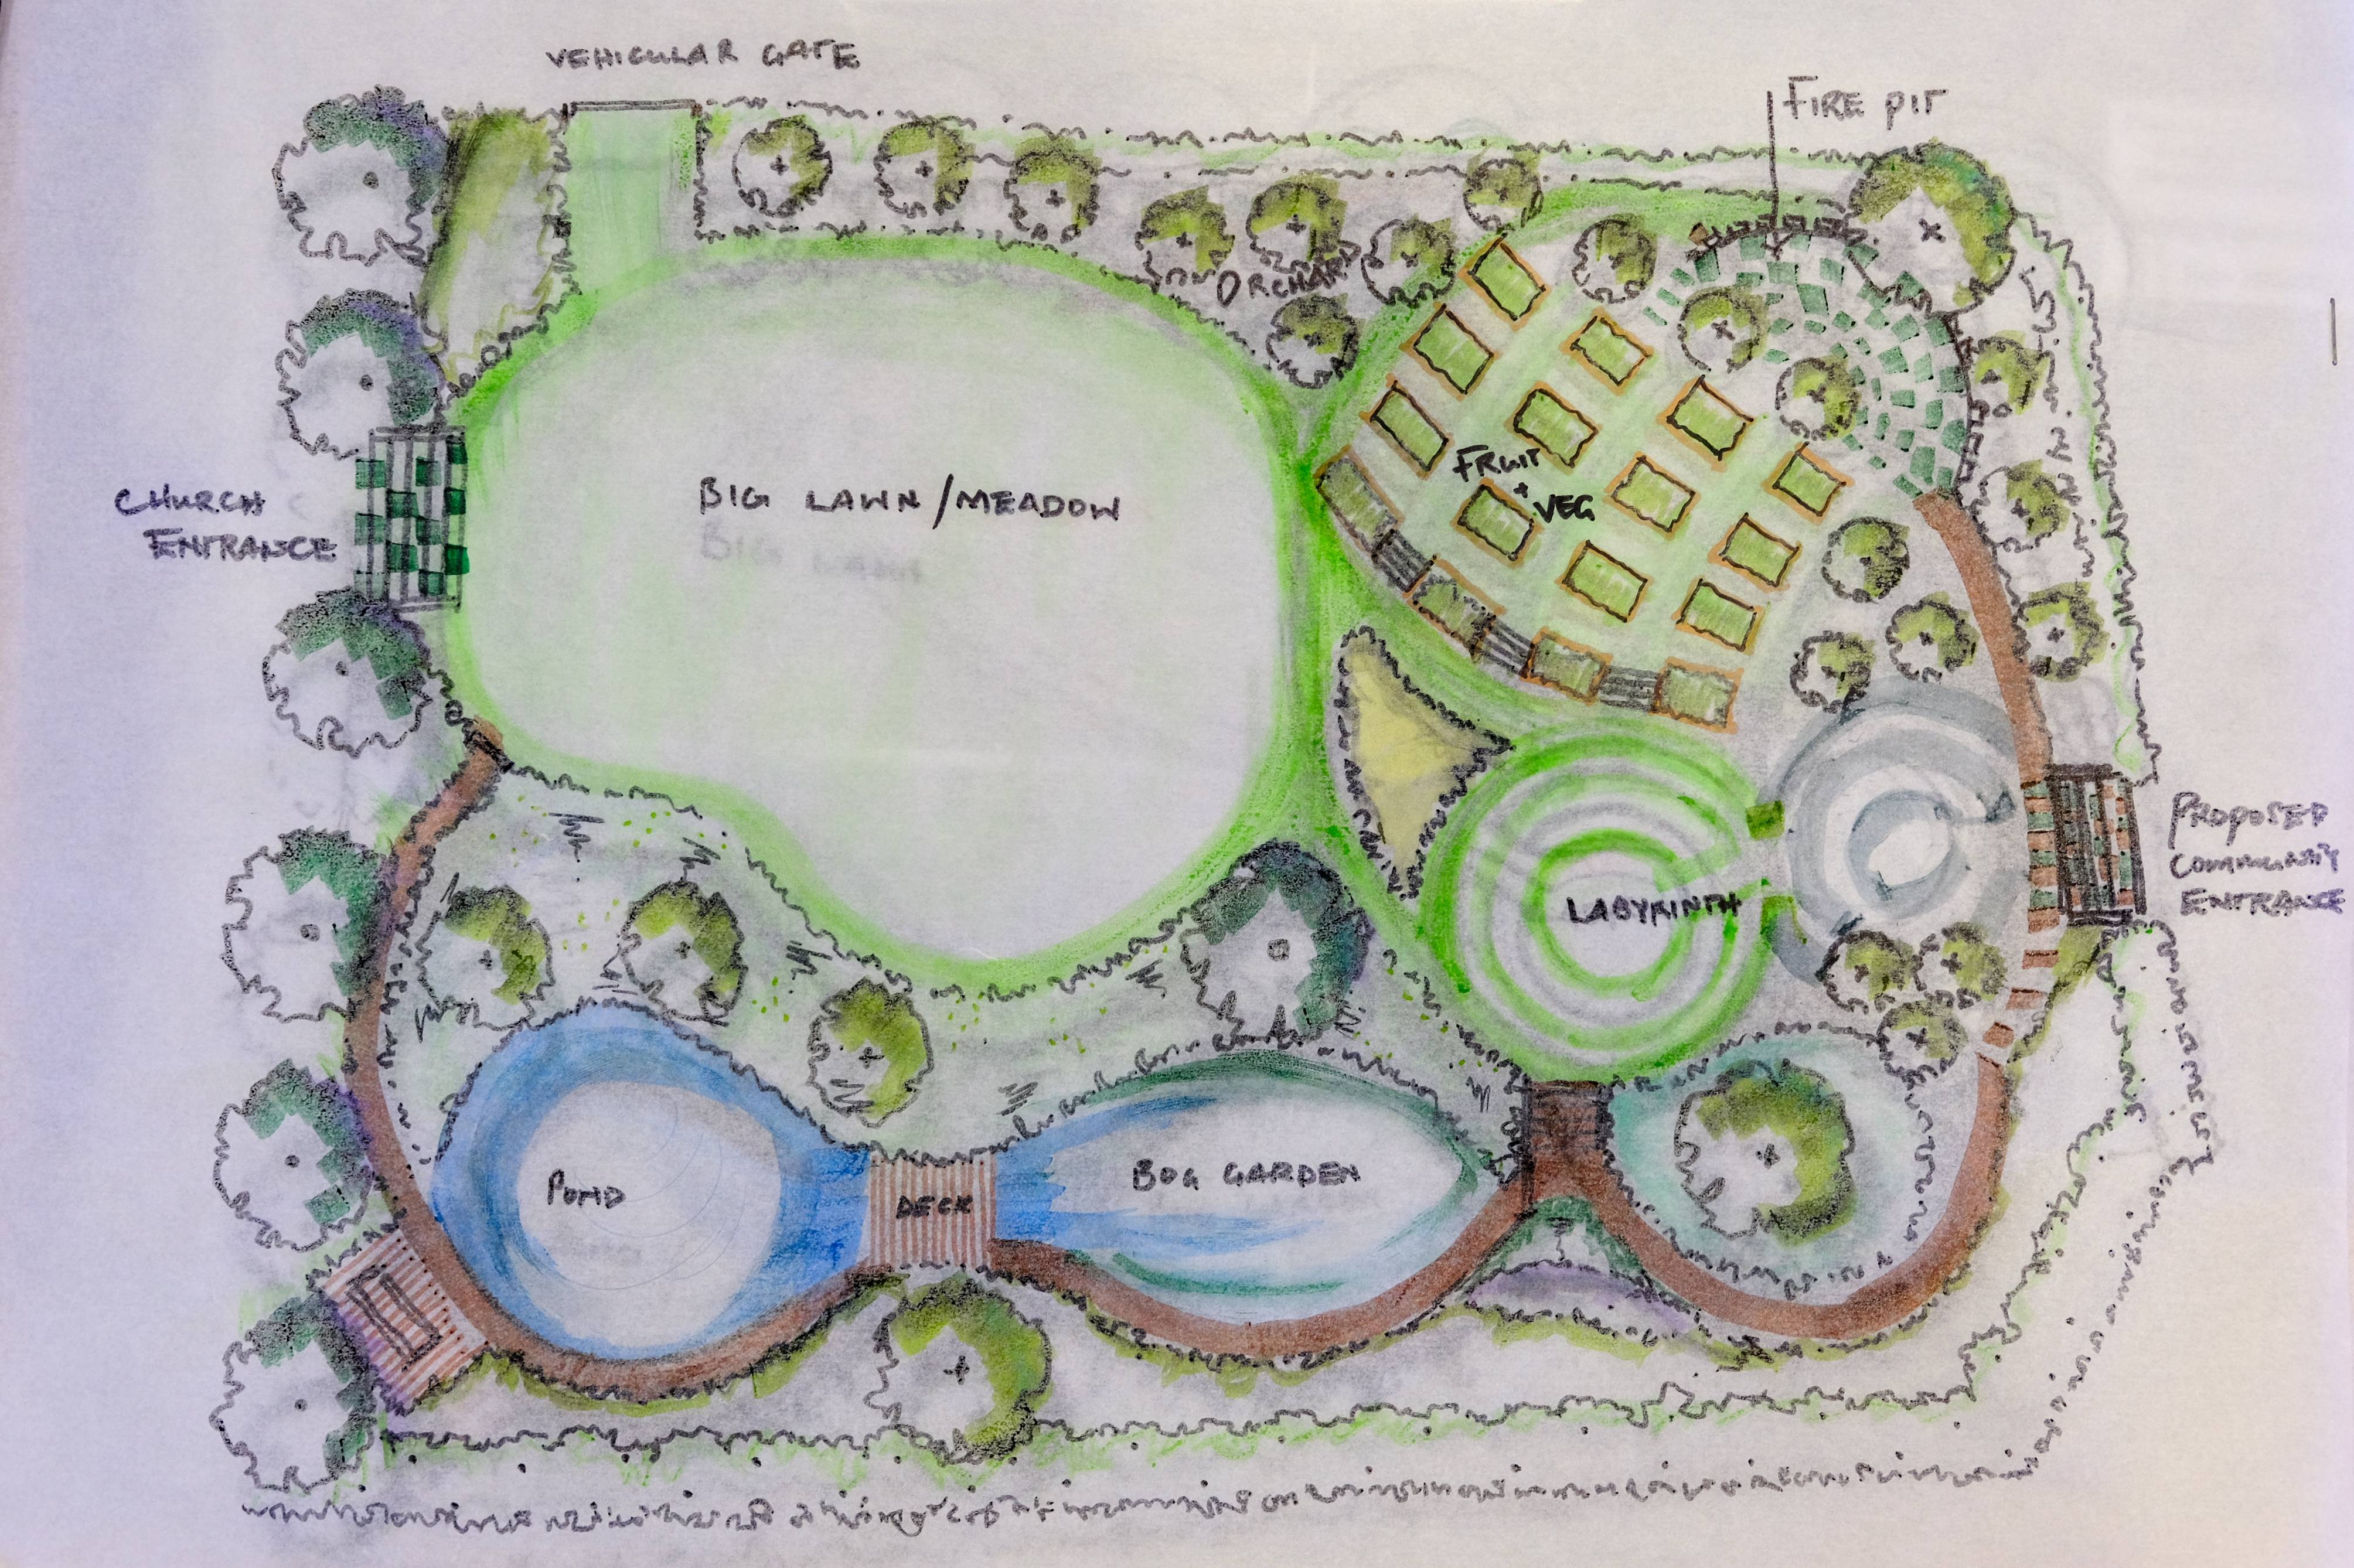 VEHICULAR GATE
FIRE PIT
ORCHARD
CHURCH
ENTRANCE
BIG LAWN/MEADOW
FRUIT
+
VEG
PROPOSED
COMMUNITY
ENTRANCE
LABYRINTH
POND
DECK
BOG GARDEN